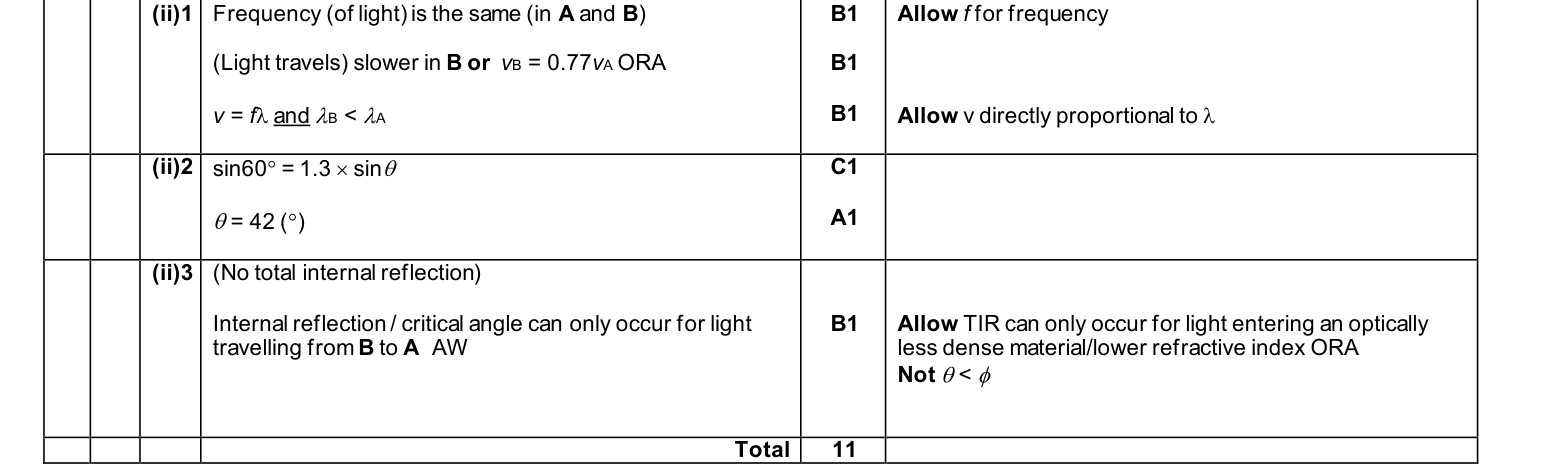 (ii)1 Frequency (of light) is the same (in A and B) B1 Allow f for frequency
(Light travels) slower in B or vB = 0.77vA ORA B1
v = fλ and λB < λA B1 Allow v directly proportional to λ
(ii)2 sin60° = 1.3 × sinθ C1
θ = 42 (°) A1
(ii)3 (No total internal reflection)
Internal reflection / critical angle can only occur for light B1 Allow TIR can only occur for light entering an optically
travelling from B to A AW less dense material/lower refractive index ORA
Not θ < ϕ
Total 11